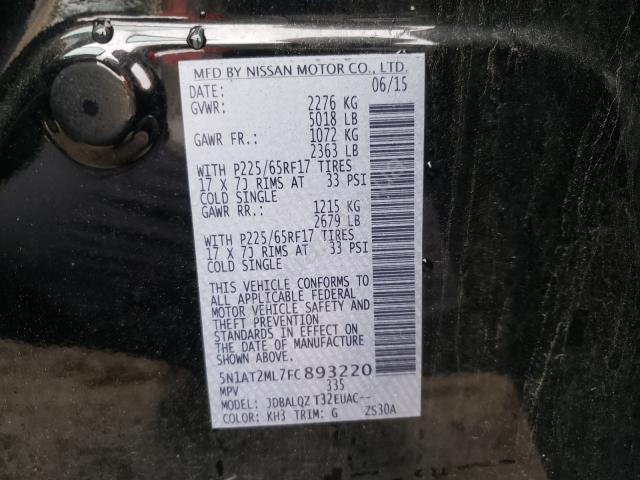 MFD BY NISSAN MOTOR CO., LTD.
DATE: 06/15
GVWR: 2276 KG
5018 LB
GAWR FR.: 1072 KG
2363 LB
WITH P225/65RF17 TIRES
17 X 7J RIMS AT 33 PSI
COLD SINGLE
GAWR RR.: 1215 KG
2679 LB
WITH P225/65RF17 TIRES
17 X 7J RIMS AT 33 PSI
COLD SINGLE
THIS VEHICLE CONFORMS TO
ALL APPLICABLE FEDERAL
MOTOR VEHICLE SAFETY AND
THEFT PREVENTION
STANDARDS IN EFFECT ON
THE DATE OF MANUFACTURE
SHOWN ABOVE.
5N1AT2ML7FC893220
MPV 335
MODEL: JDBALQZ T32EUAC--
COLOR: KH3 TRIM: G ZS30A